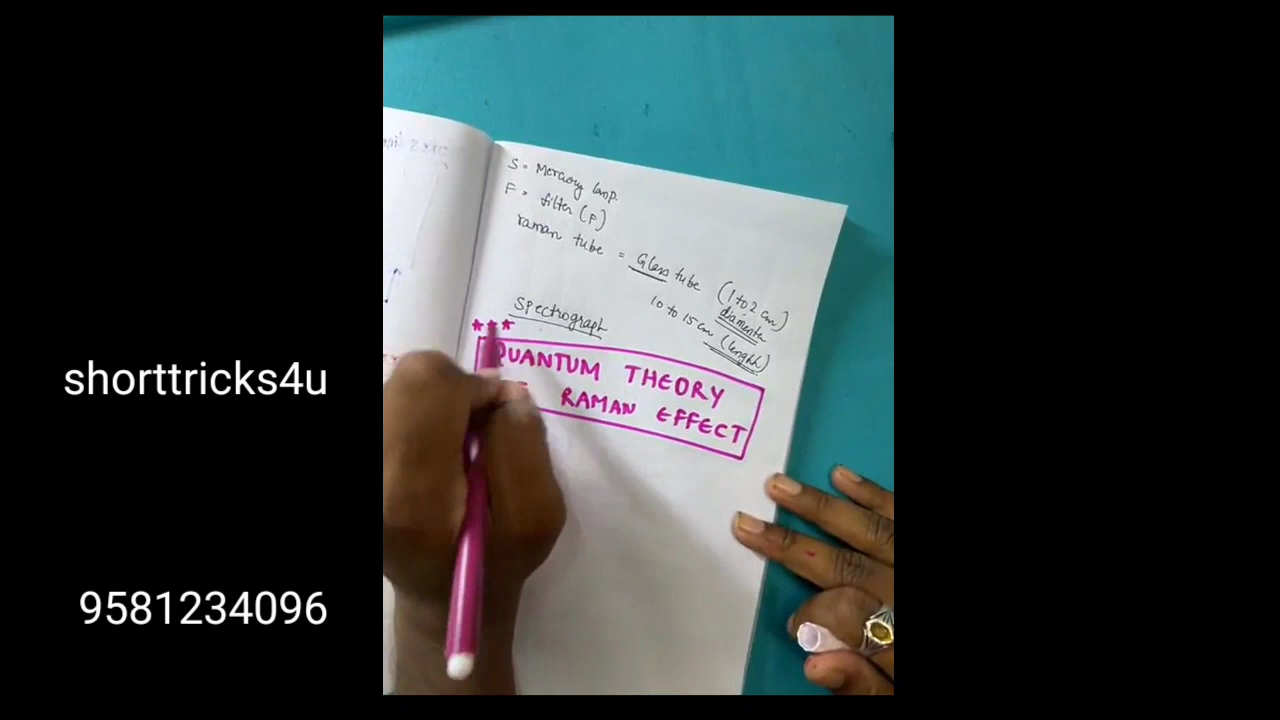 S = Mercury lamp.
F = filter (F)
raman tube = Glass tube (1 to 2 cm)
diameter
10 to 15 cm (lenght)
Spectrograph
***
QUANTUM THEORY
RAMAN EFFECT
shorttricks4u
9581234096